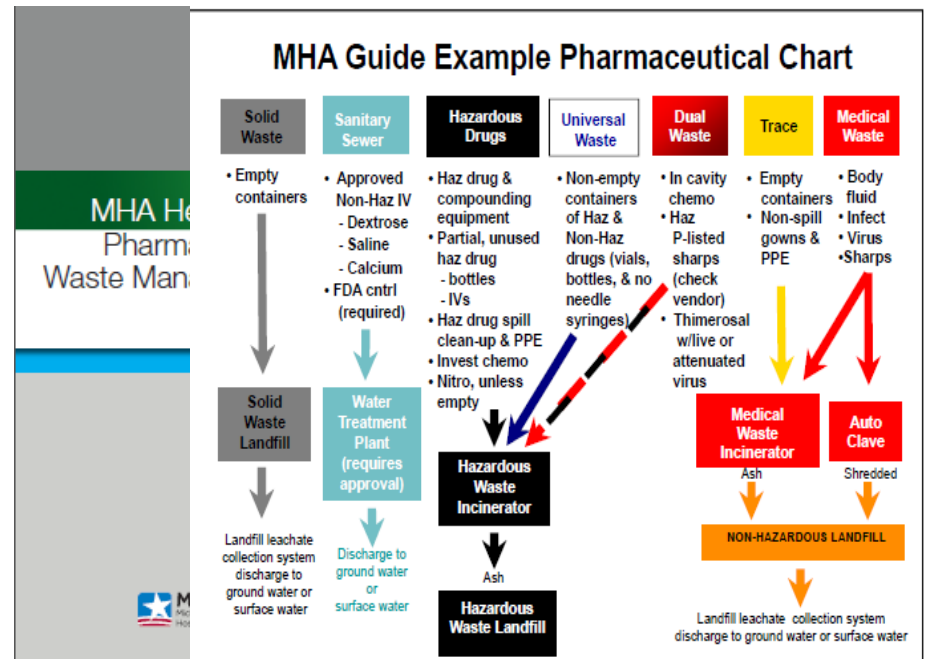 MHA He
Pharma
Waste Mana
MHA Guide Example Pharmaceutical Chart
Solid
Waste
• Empty
containers
Solid
Waste
Landfill
Landfill leachate
collection system
discharge to
ground water or
surface water
Sanitary
Sewer
• Approved
Non-Haz IV
- Dextrose
- Saline
- Calcium
• FDA cntrl
(required)
Water
Treatment
Plant
(requires
approval)
Discharge to
ground water
or
surface water
Hazardous
Drugs
• Haz drug &
compounding
equipment
• Partial, unused
haz drug
- bottles
- IVs
• Haz drug spill
clean-up & PPE
• Invest chemo
• Nitro, unless
empty
Hazardous
Waste
Incinerator
Ash
Hazardous
Waste Landfill
Universal
Waste
• Non-empty
containers
of Haz &
Non-Haz
drugs (vials,
bottles, & no
needle
syringes)
Dual
Waste
• In cavity
chemo
• Haz
P-listed
sharps
(check
vendor)
• Thimerosal
w/live or
attenuated
virus
Trace
• Empty
containers
• Non-spill
gowns &
PPE
Medical
Waste
• Body
fluid
• Infect
• Virus
•Sharps
Medical
Waste
Incinerator
Ash
Auto
Clave
Shredded
NON-HAZARDOUS LANDFILL
Landfill leachate collection system
discharge to ground water or surface water